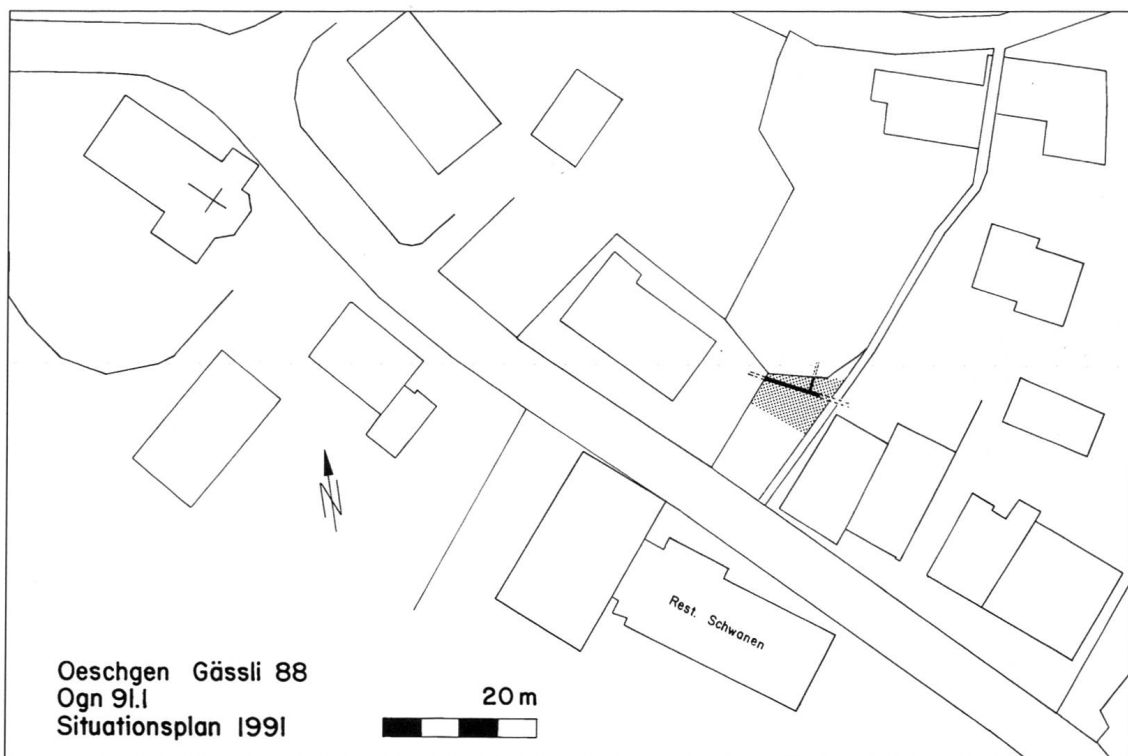 Rest. Schwanen
N
Oeschgen Gässli 88
Ogn 91.1
Situationsplan 1991
20 m